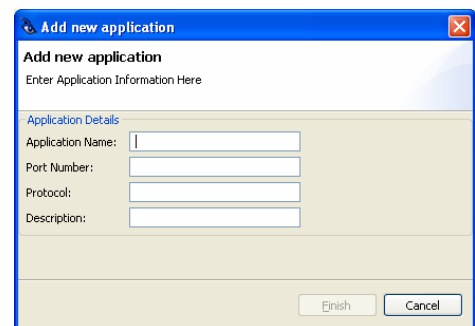 Add new application
Add new application
Enter Application Information Here
Application Details
Application Name:
Port Number:
Protocol:
Description:
Finish Cancel